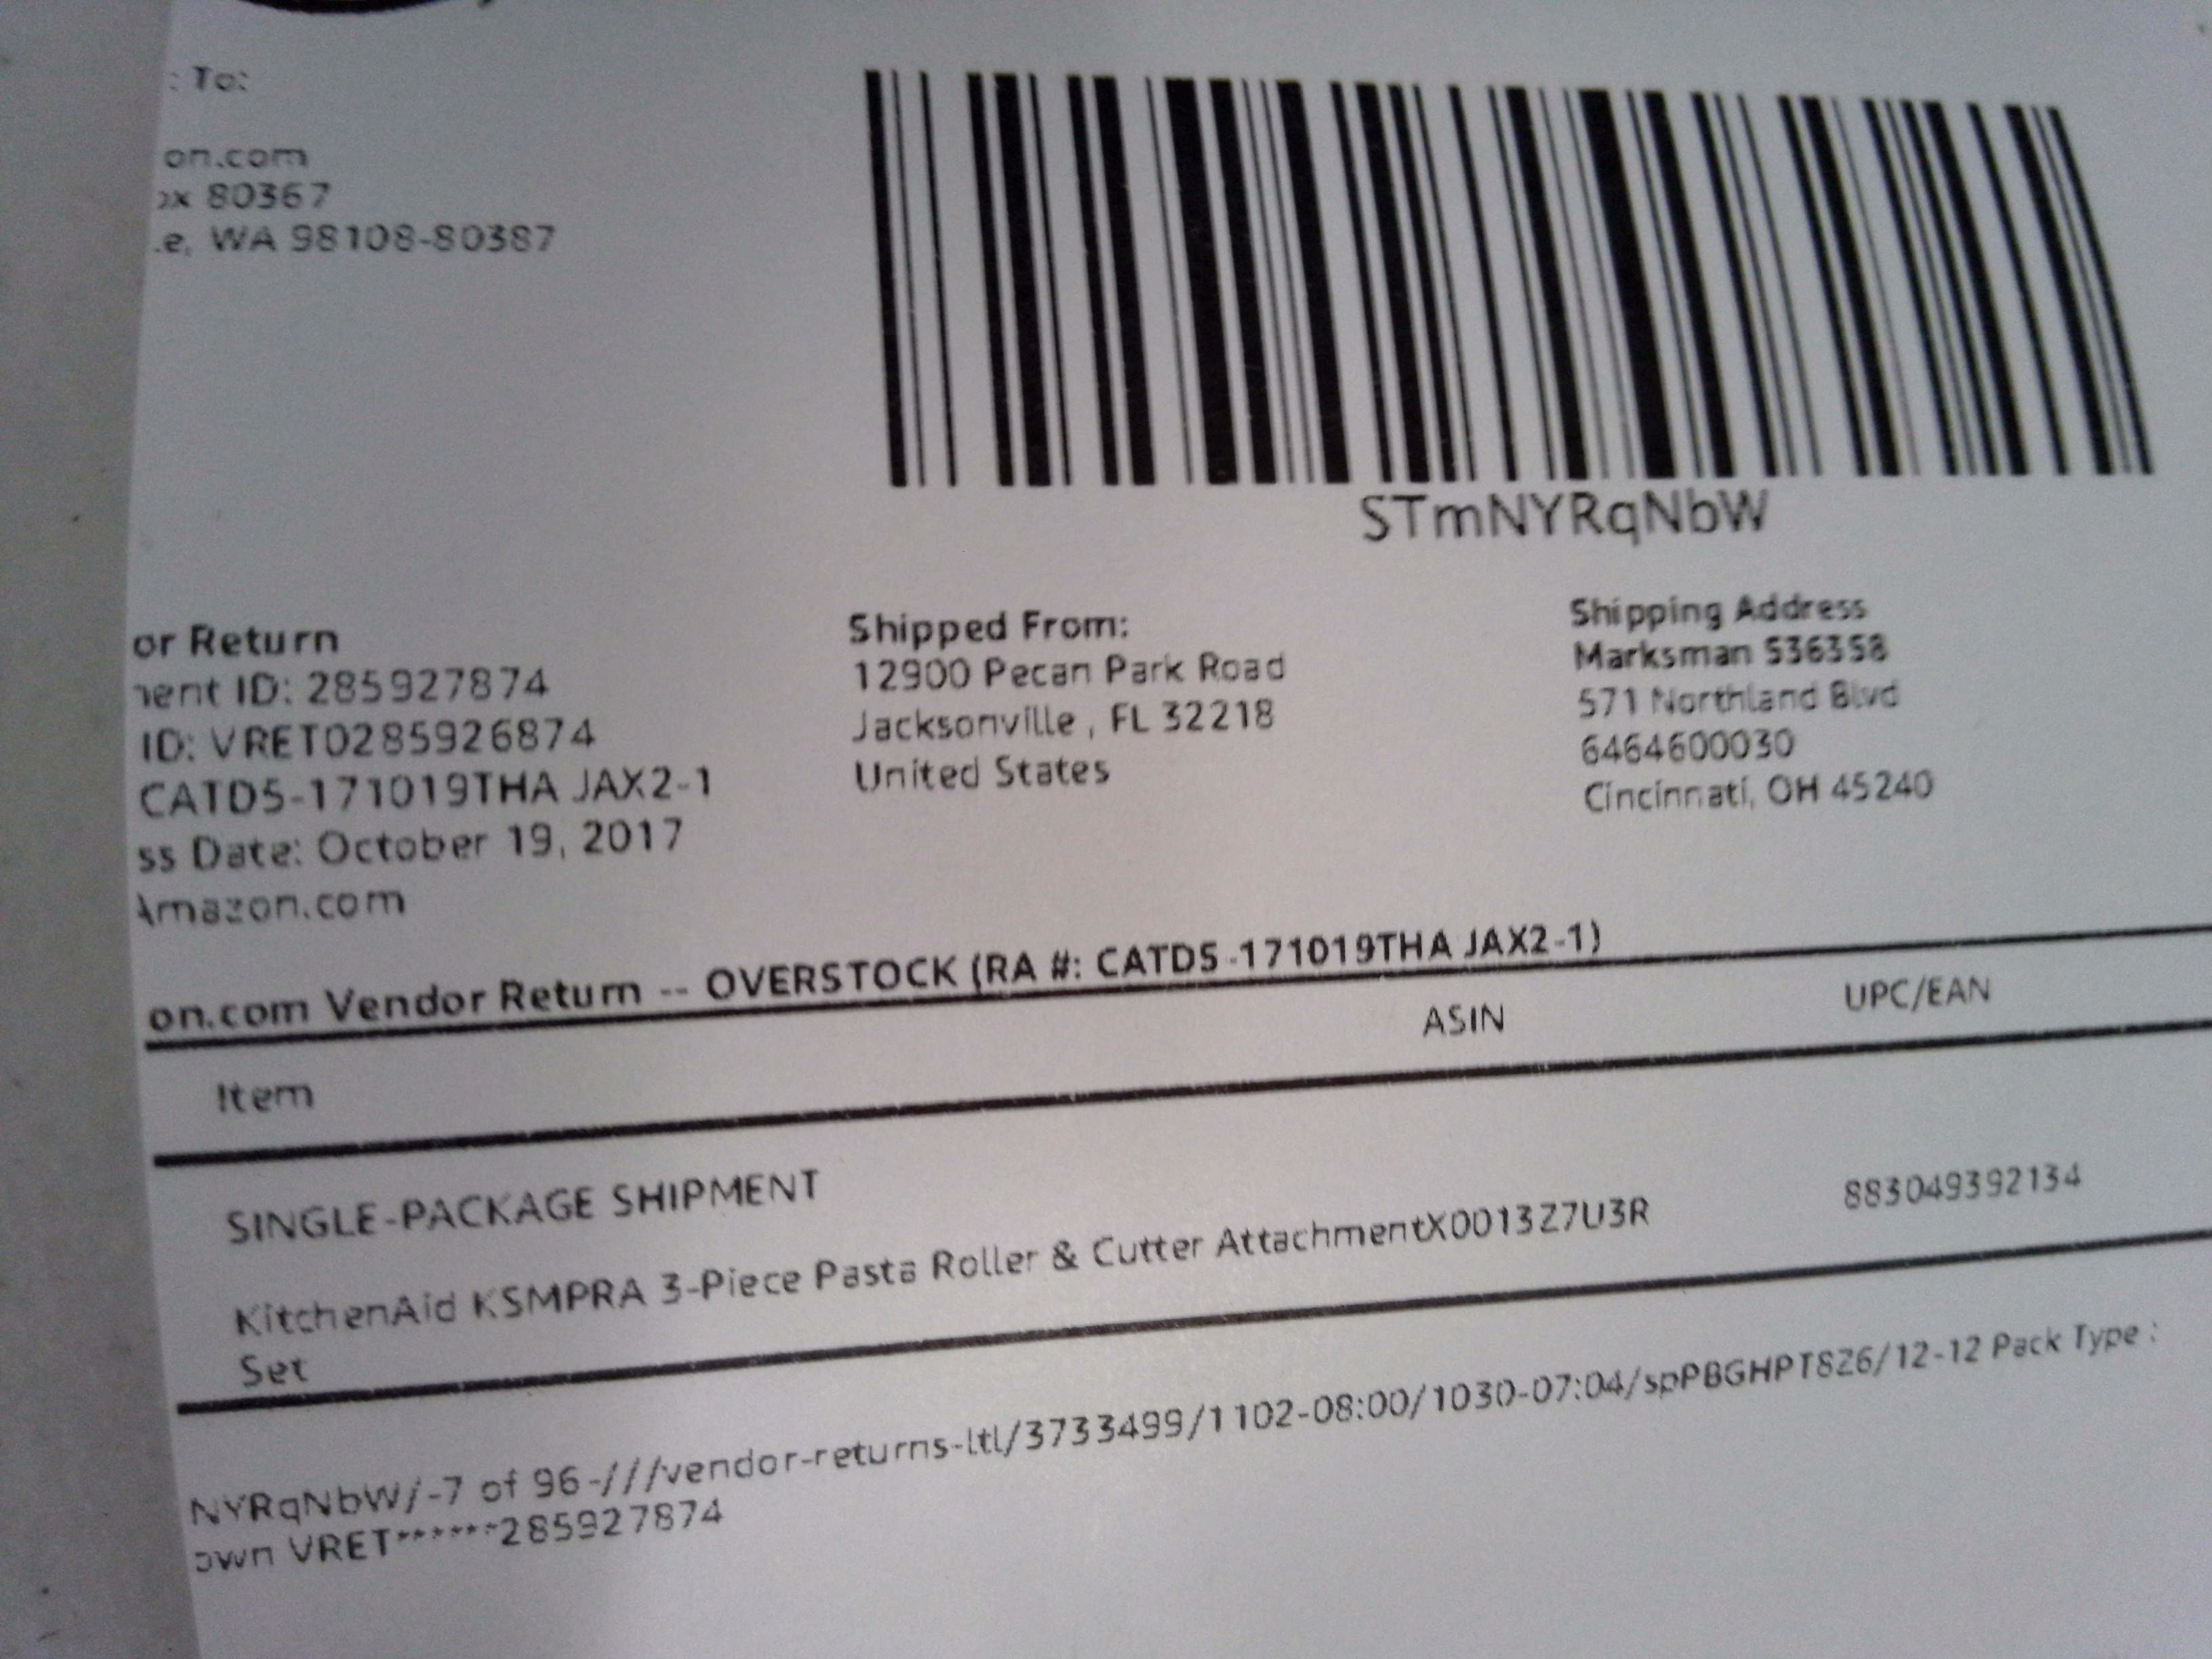 : To:
on.com
ox 80367
le, WA 98108-80387
STmNYRqNbW
or Return
nent ID: 285927874
ID: VRET0285926874
CATD5-171019THA JAX2-1
ss Date: October 19, 2017
Amazon.com
Shipped From:
12900 Pecan Park Road
Jacksonville , FL 32218
United States
Shipping Address
Marksman 536358
571 Northland Blvd
6464600030
Cincinnati, OH 45240
on.com Vendor Return -- OVERSTOCK (RA #: CATD5-171019THA JAX2-1)
Item ASIN UPC/EAN
SINGLE-PACKAGE SHIPMENT
KitchenAid KSMPRA 3-Piece Pasta Roller & Cutter AttachmentX0013Z7U3R 883049392134
Set
NYRqNbW/-7 of 96-///vendor-returns-ltl/3733499/1102-08:00/1030-07:04/spPBGHPT8Z6/12-12 Pack Type :
own VRET******285927874